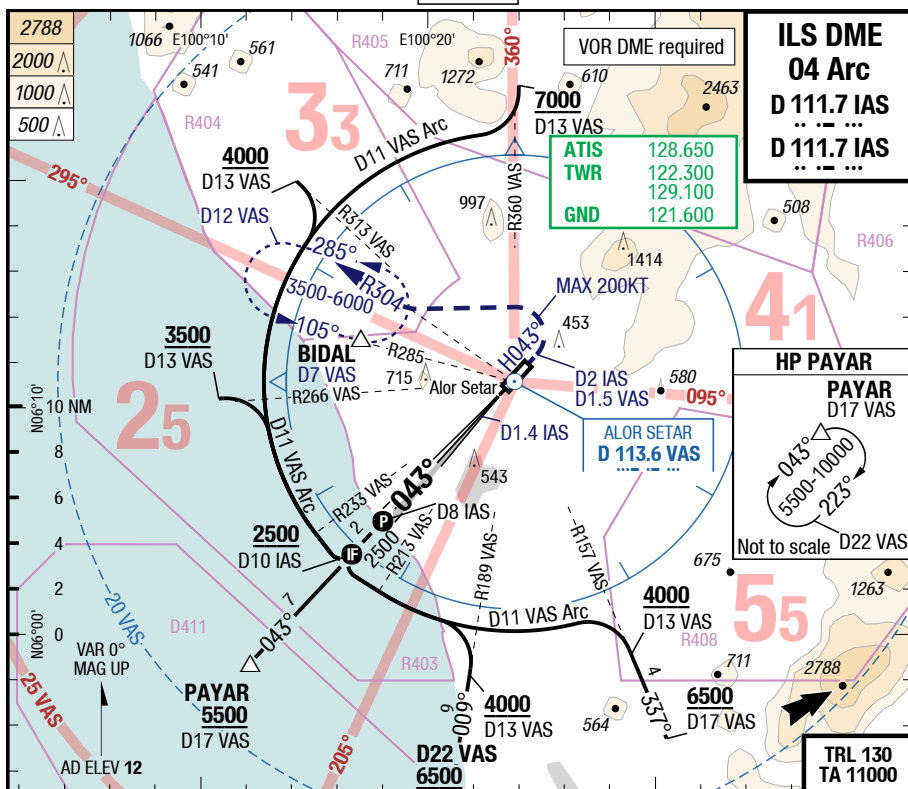 2788
2000
1000
500
1066
E100°10'
561
541
R405
711
E100°20'
1272
360°
VOR DME required
610
2463
ILS DME
04 Arc
D 111.7 IAS
D 111.7 IAS
R404
33
D11 VAS Arc
7000
D13 VAS
ATIS 128.650
TWR 122.300
129.100
GND 121.600
4000
D13 VAS
295°
D12 VAS
R313 VAS
R360 VAS
997
508
R406
1414
285°
R304
3500-6000
105°
MAX 200KT
41
H043°
453
3500
D13 VAS
BIDAL
D7 VAS
R285
715
Alor Setar
R266 VAS
D2 IAS
D1.5 VAS
580
095°
HP PAYAR
PAYAR
D17 VAS
043°
5500-10000
223°
D22 VAS
Not to scale
N06°10'
10 NM
8
6
4
2
0
N06°00'
25
D11 VAS Arc
D1.4 IAS
ALOR SETAR
D 113.6 VAS
543
R233 VAS
043°
P
D8 IAS
2
2500
R213 VAS
2500
D10 IAS
IF
R189 VAS
R157 VAS
675
1263
55
7
043°
20 VAS
D411
D11 VAS Arc
4000
D13 VAS
R408
R403
VAR 0°
MAG UP
4
711
2788
PAYAR
5500
D17 VAS
25 VAS
009°
9
4000
D13 VAS
337°
6500
D17 VAS
564
205°
D22 VAS
6500
AD ELEV 12
TRL 130
TA 11000